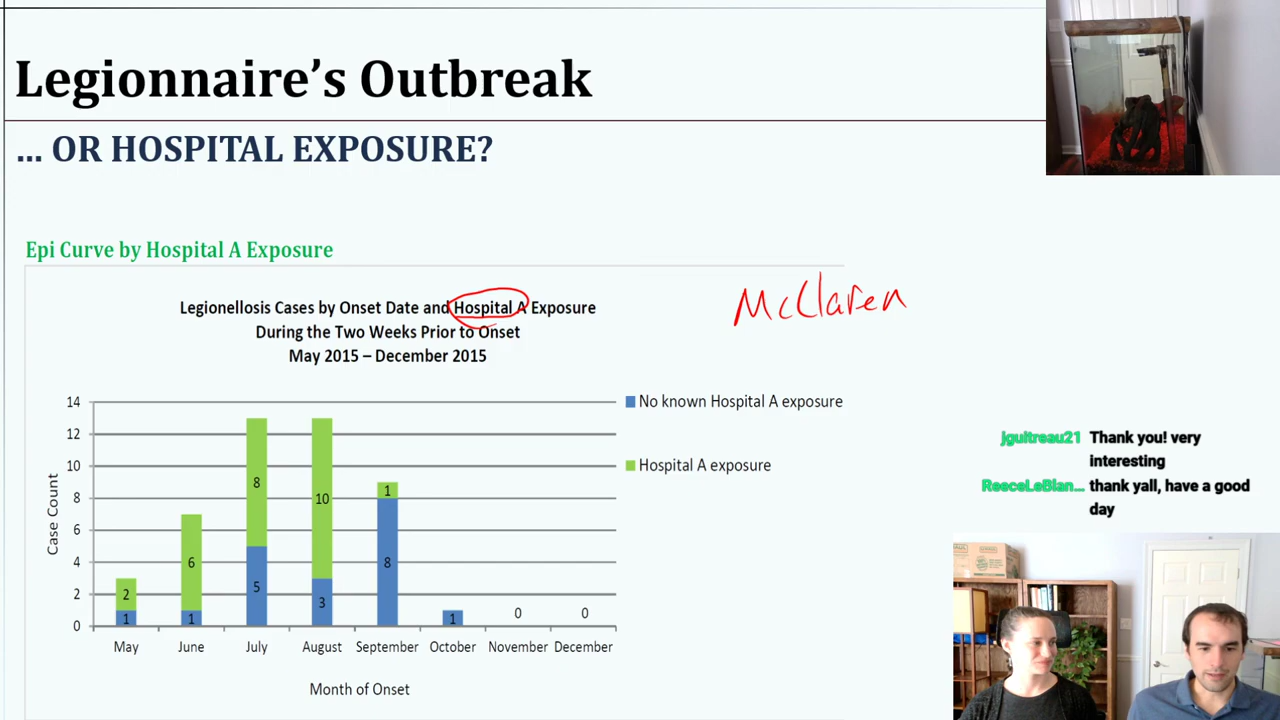 Legionnaire’s Outbreak
... OR HOSPITAL EXPOSURE?
Epi Curve by Hospital A Exposure
Legionellosis Cases by Onset Date and Hospital A Exposure
During the Two Weeks Prior to Onset
May 2015 – December 2015
McClaren
14
12
10
8
6
4
2
0
Case Count
2
1
6
1
8
5
10
3
1
8
1
0
0
May June July August September October November December
Month of Onset
No known Hospital A exposure
Hospital A exposure
jguitreau21 Thank you! very
interesting
ReeceLeBlan... thank yall, have a good
day